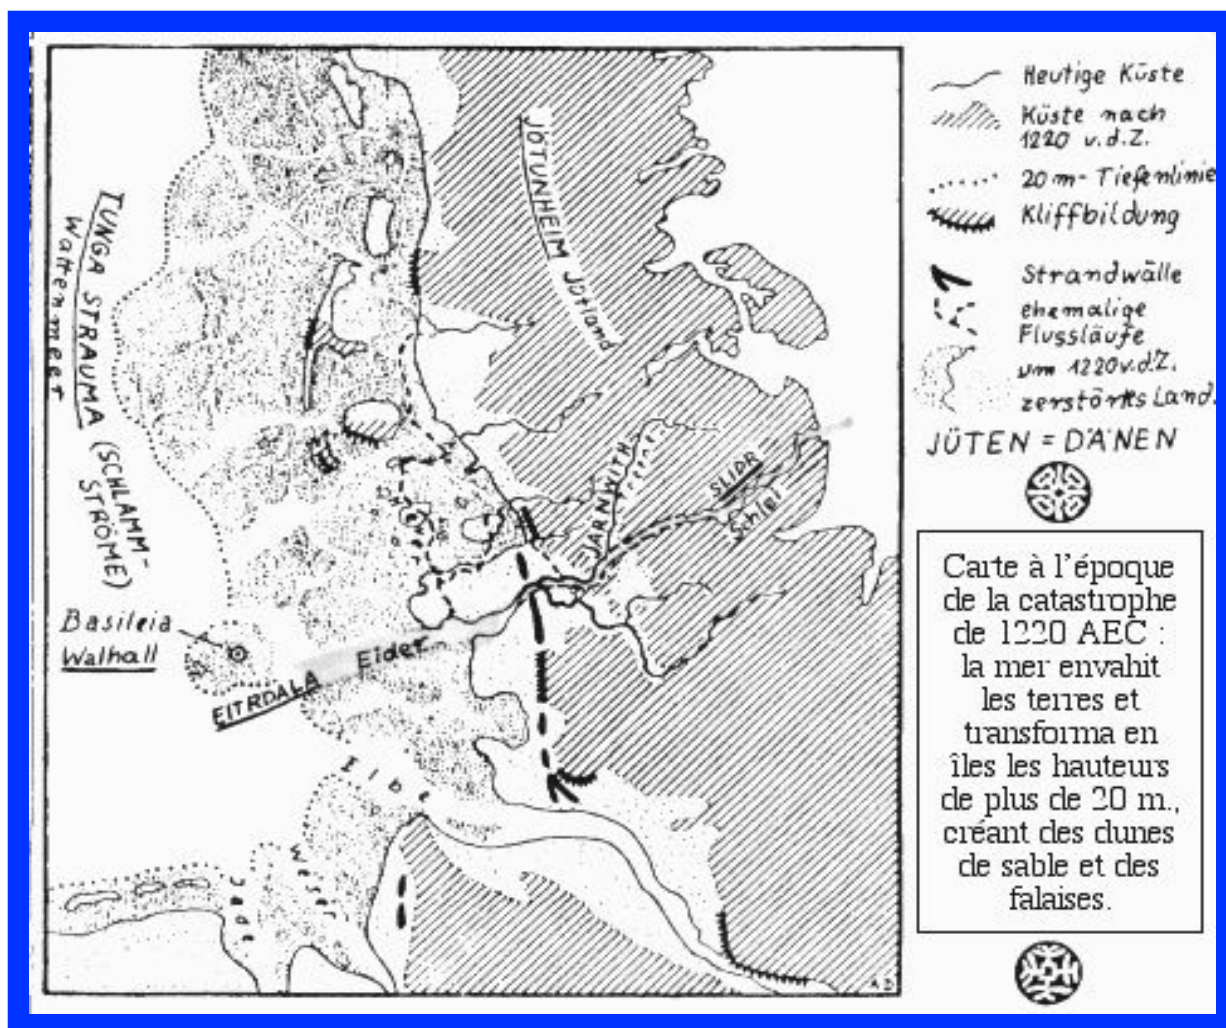 Heutige Küste
Küste nach
1220 v.d.Z.
20 m-Tiefenlinie
Kliffbildung
Strandwälle
ehemalige
Flussläufe
um 1220 v.d.Z.
zerstörtes Land.
JÜTEN = DÄNEN
Carte à l'époque
de la catastrophe
de 1220 AEC :
la mer envahit
les terres et
transforma en
îles les hauteurs
de plus de 20 m.,
créant des dunes
de sable et des
falaises.
JÖTUNHEIM Jütland
TUNGA STRAUMA (SCHLAMM-
STRÖME)
Wattenmeer
= JARNWITH
SLIDR
Schlei
Basileia
Walhall
EITRDALA Eider
Elbe
Weser
Jade
A D